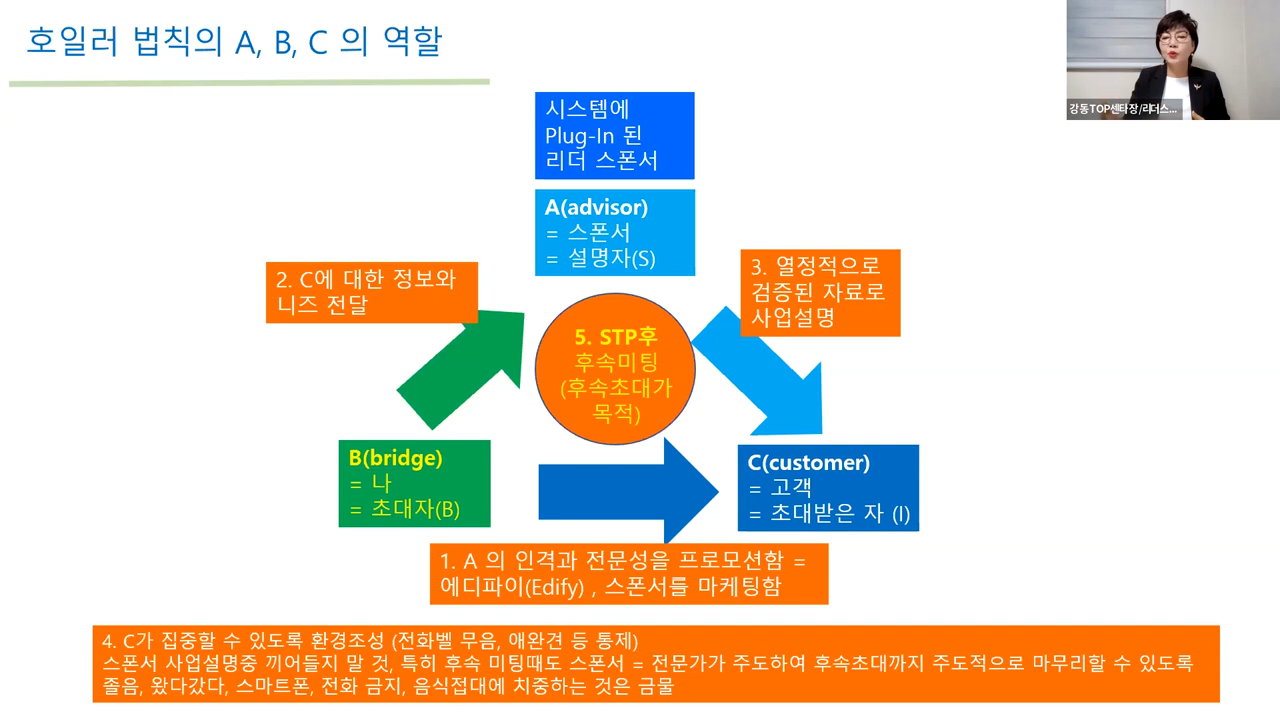 호일러 법칙의 A, B, C 의 역할
강동TOP센타장/리더스...
시스템에
Plug-In 된
리더 스폰서
A(advisor)
= 스폰서
= 설명자(S)
2. C에 대한 정보와
니즈 전달
3. 열정적으로
검증된 자료로
사업설명
5. STP후
후속미팅
(후속초대가
목적)
B(bridge)
= 나
= 초대자(B)
C(customer)
= 고객
= 초대받은 자 (I)
1. A 의 인격과 전문성을 프로모션함 =
에디파이(Edify) , 스폰서를 마케팅함
4. C가 집중할 수 있도록 환경조성 (전화벨 무음, 애완견 등 통제)
스폰서 사업설명중 끼어들지 말 것, 특히 후속 미팅때도 스폰서 = 전문가가 주도하여 후속초대까지 주도적으로 마무리할 수 있도록
졸음, 왔다갔다, 스마트폰, 전화 금지, 음식접대에 치중하는 것은 금물